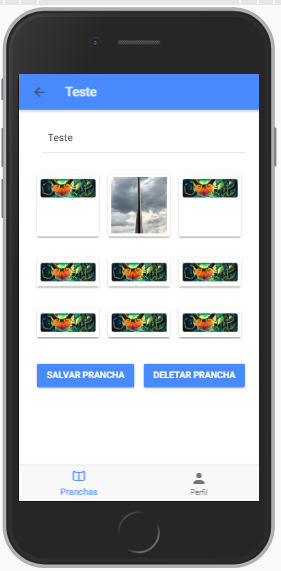 Teste
Teste
SALVAR PRANCHA DELETAR PRANCHA
Pranchas Perfil